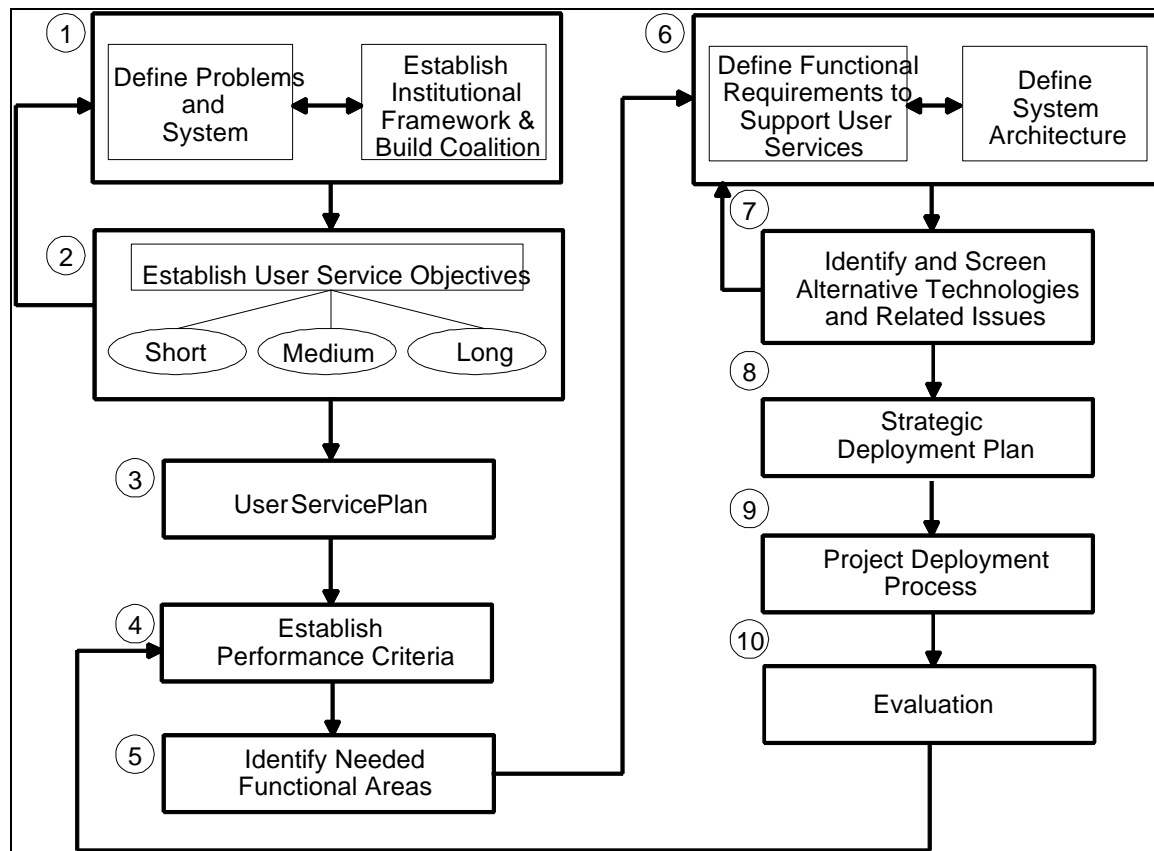 1
Define Problems
and
System
Establish
Institutional
Framework &
Build Coalition
2
Establish User Service Objectives
Short
Medium
Long
3
UserServicePlan
4
Establish
Performance Criteria
5
Identify Needed
Functional Areas
6
Define Functional
Requirements to
Support User
Services
Define
System
Architecture
7
Identify and Screen
Alternative Technologies
and Related Issues
8
Strategic
Deployment Plan
9
Project Deployment
Process
10
Evaluation